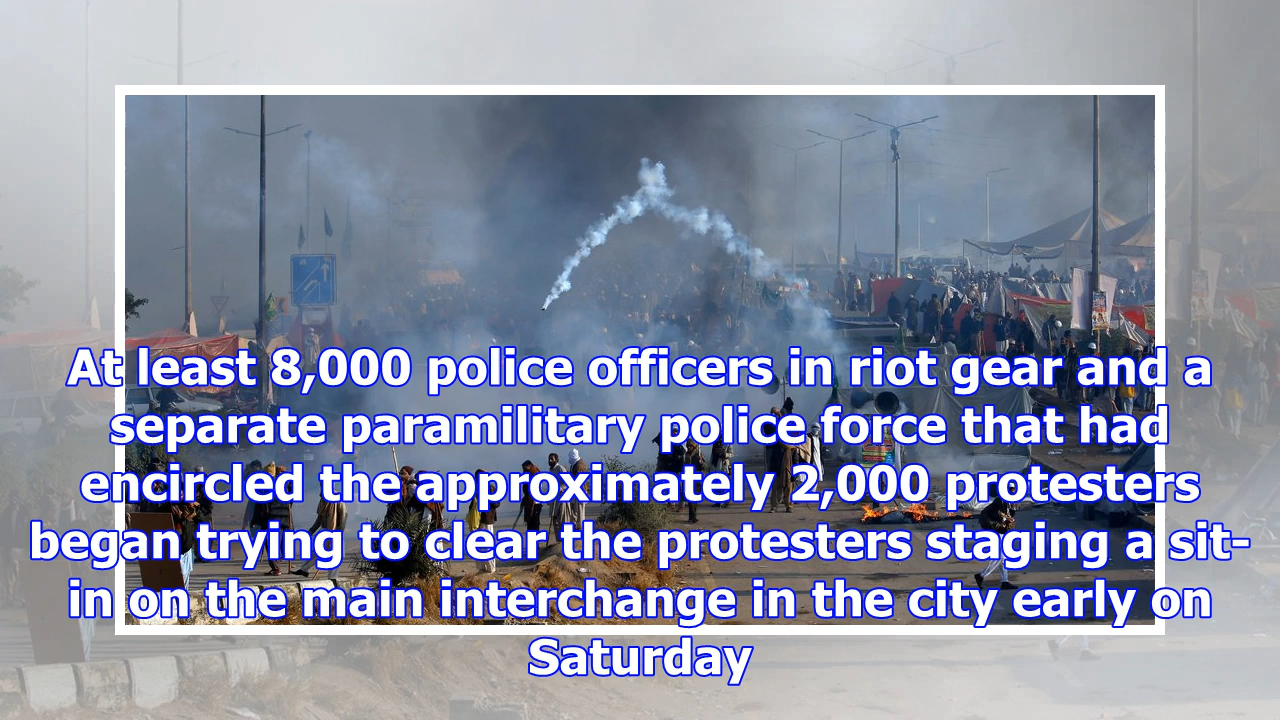 At least 8,000 police officers in riot gear and a
separate paramilitary police force that had
encircled the approximately 2,000 protesters
began trying to clear the protesters staging a sit-
in on the main interchange in the city early on
Saturday